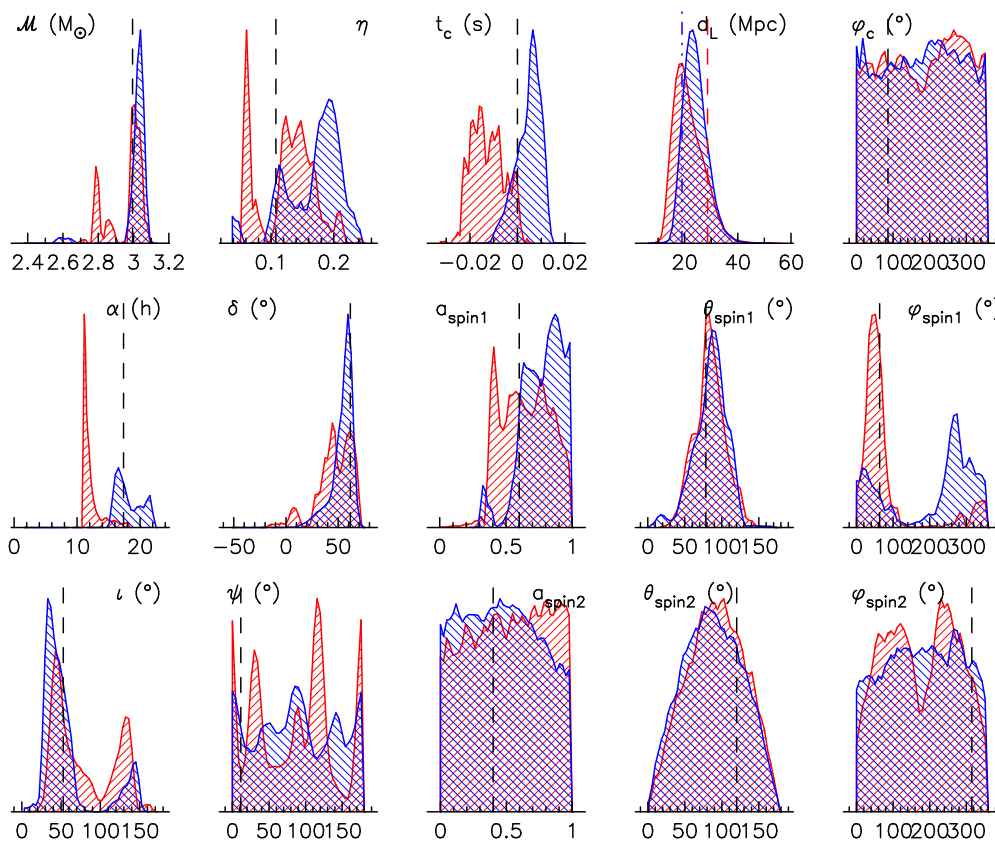 ℳ (M⊙) η t_c (s) d_L (Mpc) φ_c (°)
2.4 2.6 2.8 3 3.2 0.1 0.2 −0.02 0 0.02 20 40 60 0 100 200 300
α (h) δ (°) a_spin1 θ_spin1 (°) φ_spin1 (°)
0 10 20 −50 0 50 0 0.5 1 0 50 100 150 0 100 200 300
ι (°) ψ (°) a_spin2 θ_spin2 (°) φ_spin2 (°)
0 50 100 150 0 50 100 150 0 0.5 1 0 50 100 150 0 100 200 300